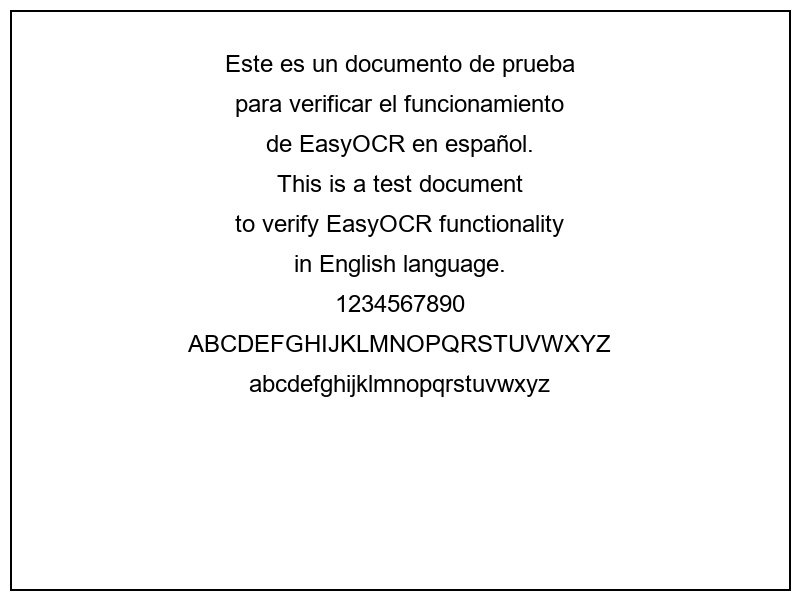 Este es un documento de prueba
para verificar el funcionamiento
de EasyOCR en español.
This is a test document
to verify EasyOCR functionality
in English language.
1234567890
ABCDEFGHIJKLMNOPQRSTUVWXYZ
abcdefghijklmnopqrstuvwxyz